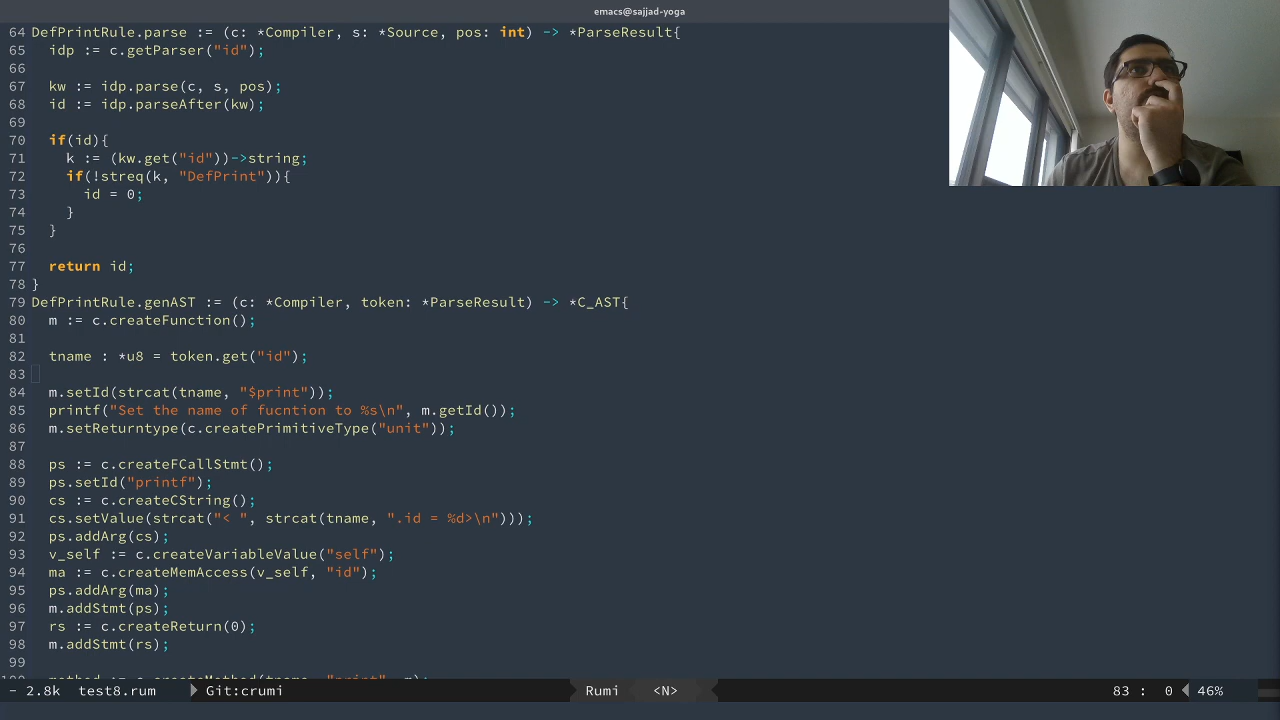 emacs@sajjad-yoga
64 DefPrintRule.parse := (c: *Compiler, s: *Source, pos: int) -> *ParseResult{
65   idp := c.getParser("id");
66
67   kw := idp.parse(c, s, pos);
68   id := idp.parseAfter(kw);
69
70   if(id){
71     k := (kw.get("id"))->string;
72     if(!streq(k, "DefPrint")){
73       id = 0;
74     }
75   }
76
77   return id;
78 }
79 DefPrintRule.genAST := (c: *Compiler, token: *ParseResult) -> *C_AST{
80   m := c.createFunction();
81
82   tname : *u8 = token.get("id");
83
84   m.setId(strcat(tname, "$print"));
85   printf("Set the name of fucntion to %s\n", m.getId());
86   m.setReturntype(c.createPrimitiveType("unit"));
87
88   ps := c.createFCallStmt();
89   ps.setId("printf");
90   cs := c.createCString();
91   cs.setValue(strcat("< ", strcat(tname, ".id = %d>\n")));
92   ps.addArg(cs);
93   v_self := c.createVariableValue("self");
94   ma := c.createMemAccess(v_self, "id");
95   ps.addArg(ma);
96   m.addStmt(ps);
97   rs := c.createReturn(0);
98   m.addStmt(rs);
99
- 2.8k test8.rum Git:crumi Rumi <N> 83 : 0 46%